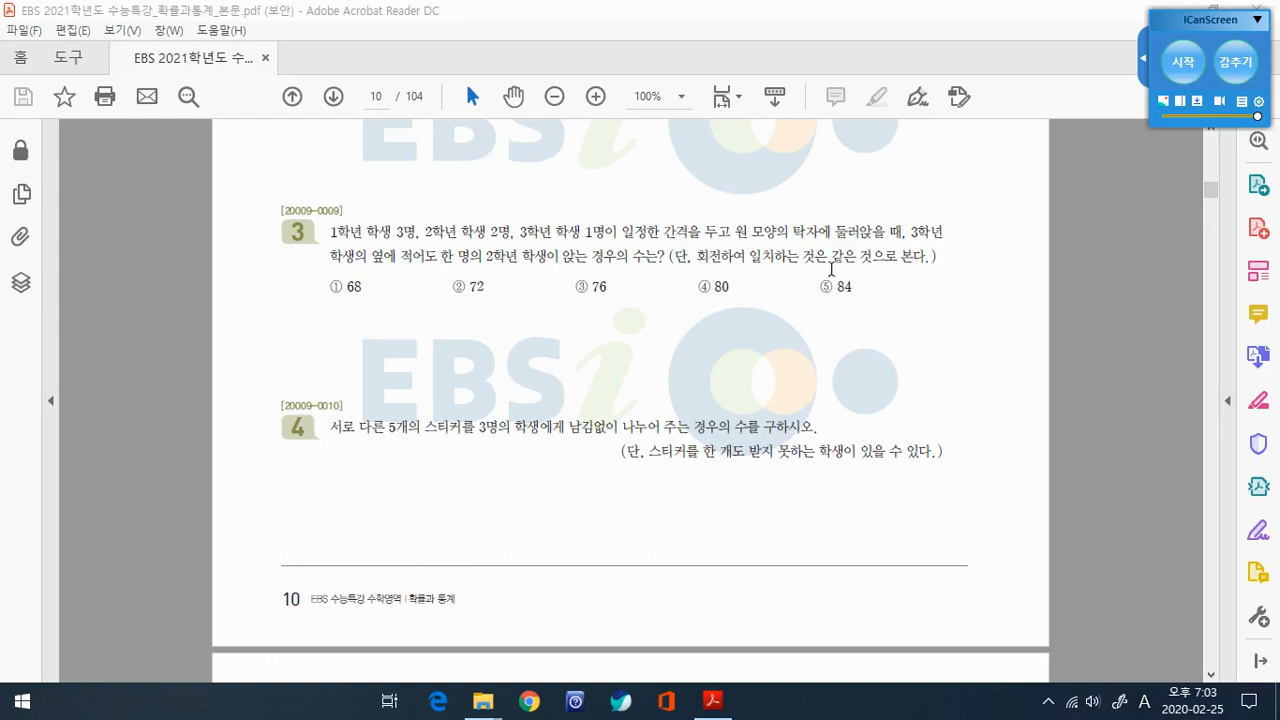 EBS 2021학년도 수능특강_확률과통계_본문.pdf (보안) - Adobe Acrobat Reader DC
ICanScreen
파일(F) 편집(E) 보기(V) 창(W) 도움말(H)
홈 도구 EBS 2021학년도 수... ×
시작 감추기
10 / 104 100%
EBSi
[20009-0009]
3 1학년 학생 3명, 2학년 학생 2명, 3학년 학생 1명이 일정한 간격을 두고 원 모양의 탁자에 둘러앉을 때, 3학년
학생의 옆에 적어도 한 명의 2학년 학생이 앉는 경우의 수는? (단, 회전하여 일치하는 것은 같은 것으로 본다.)
① 68 ② 72 ③ 76 ④ 80 ⑤ 84
EBSi
[20009-0010]
4 서로 다른 5개의 스티커를 3명의 학생에게 남김없이 나누어 주는 경우의 수를 구하시오.
(단, 스티커를 한 개도 받지 못하는 학생이 있을 수 있다.)
10 EBS 수능특강 수학영역 | 확률과 통계
A 오후 7:03
2020-02-25